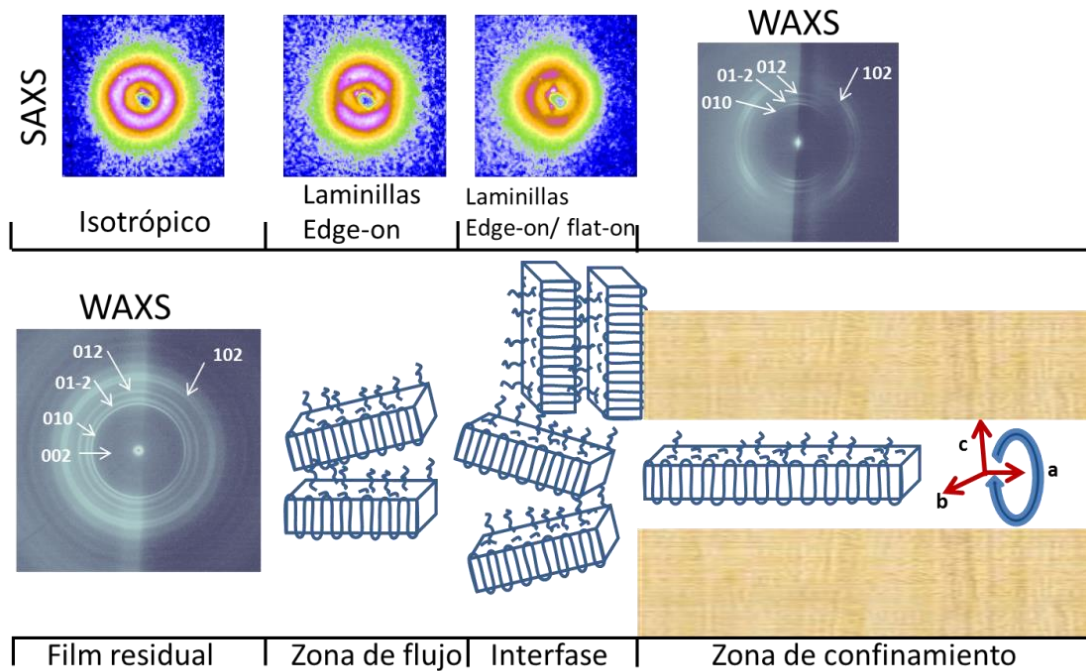 SAXS
WAXS
012
01-2
010
102
Isotrópico
Laminillas
Edge-on
Laminillas
Edge-on/ flat-on
WAXS
012
102
01-2
010
002
c
a
b
Film residual
Zona de flujo
Interfase
Zona de confinamiento